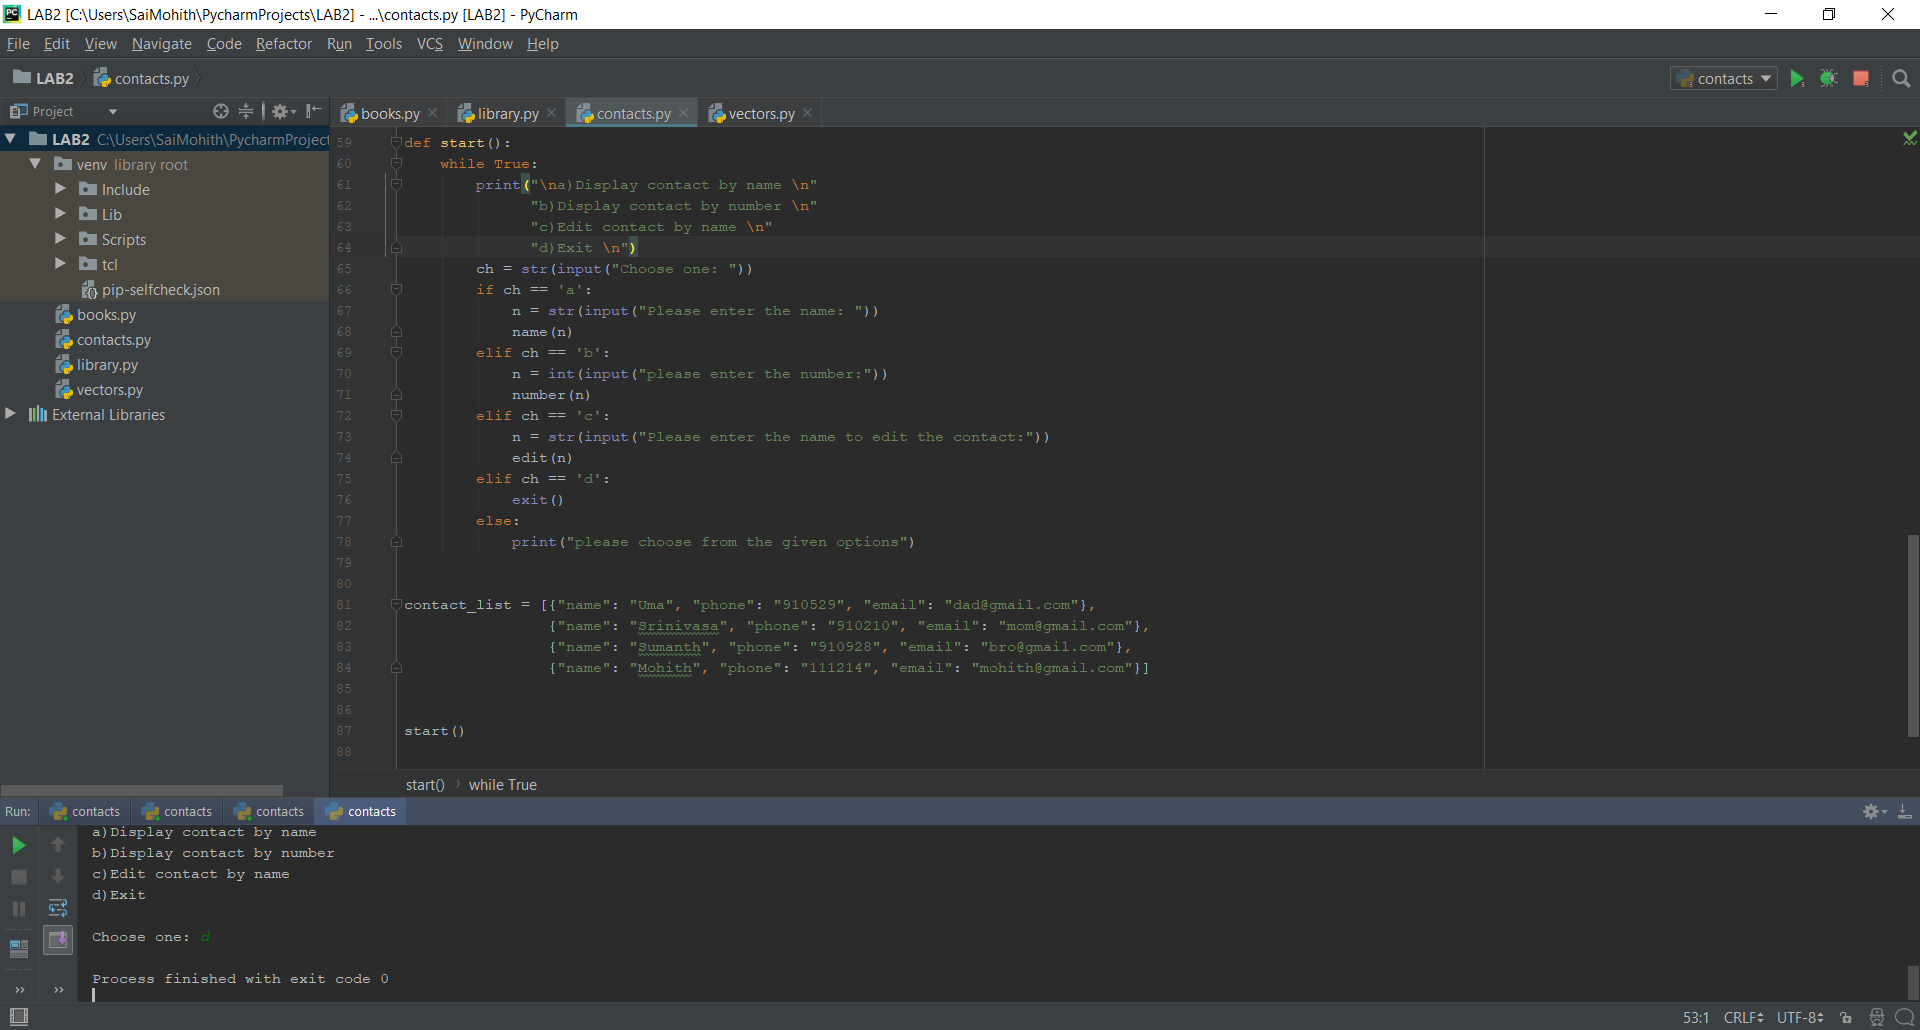 LAB2 [C:\Users\SaiMohith\PycharmProjects\LAB2] - ...\contacts.py [LAB2] - PyCharm
File Edit View Navigate Code Refactor Run Tools VCS Window Help
LAB2 contacts.py contacts
Project books.py library.py contacts.py vectors.py
LAB2 C:\Users\SaiMohith\PycharmProject
venv library root
Include
Lib
Scripts
tcl
pip-selfcheck.json
books.py
contacts.py
library.py
vectors.py
External Libraries
59 def start():
60     while True:
61         print("\na)Display contact by name \n"
62               "b)Display contact by number \n"
63               "c)Edit contact by name \n"
64               "d)Exit \n")
65         ch = str(input("Choose one: "))
66         if ch == 'a':
67             n = str(input("Please enter the name: "))
68             name(n)
69         elif ch == 'b':
70             n = int(input("please enter the number:"))
71             number(n)
72         elif ch == 'c':
73             n = str(input("Please enter the name to edit the contact:"))
74             edit(n)
75         elif ch == 'd':
76             exit()
77         else:
78             print("please choose from the given options")
79
80
81 contact_list = [{"name": "Uma", "phone": "910529", "email": "dad@gmail.com"},
82                 {"name": "Srinivasa", "phone": "910210", "email": "mom@gmail.com"},
83                 {"name": "Sumanth", "phone": "910928", "email": "bro@gmail.com"},
84                 {"name": "Mohith", "phone": "111214", "email": "mohith@gmail.com"}]
85
86
87 start()
88
start() › while True
Run: contacts contacts contacts contacts
a)Display contact by name
b)Display contact by number
c)Edit contact by name
d)Exit
Choose one: d
Process finished with exit code 0
53:1 CRLF UTF-8